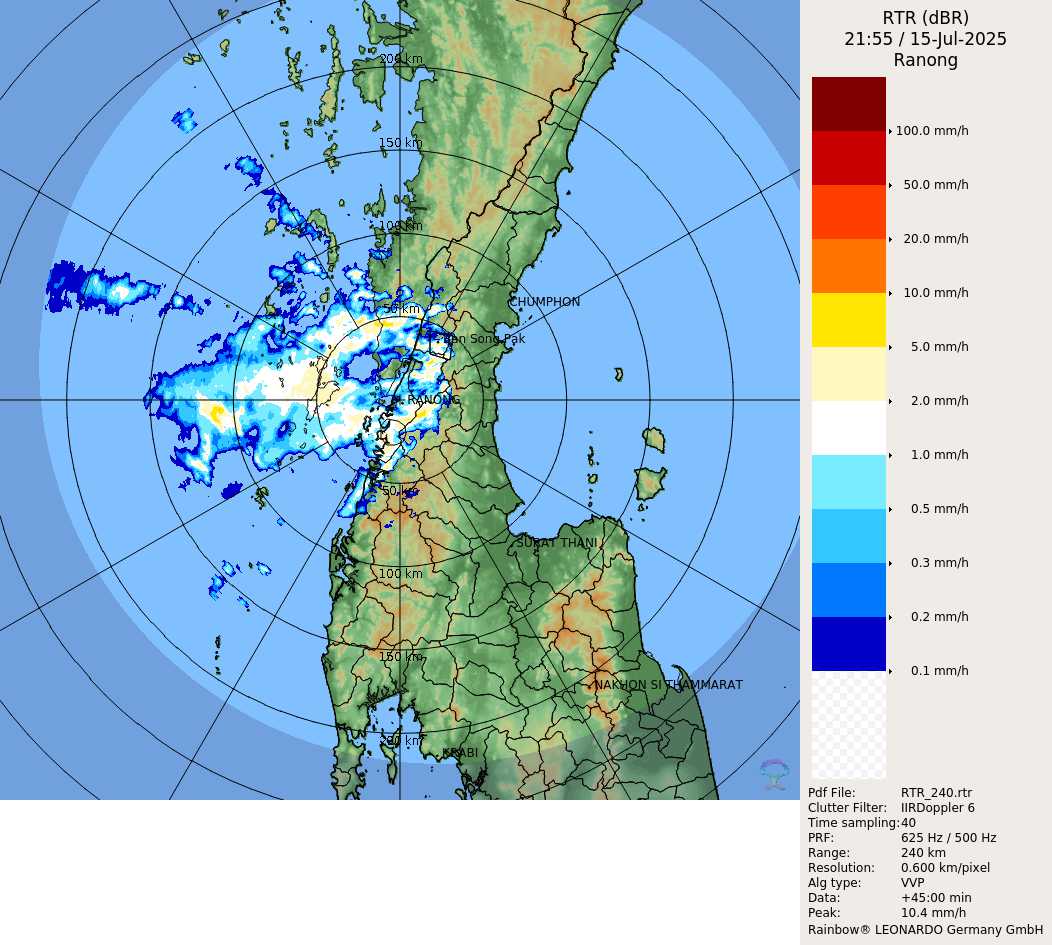 RTR (dBR)
21:55 / 15-Jul-2025
Ranong
200 km
150 km
100 km
50 km
CHUMPHON
Ban Song Pak
RANONG
50 km
SURAT THANI
100 km
150 km
NAKHON SI THAMMARAT
200 km
KRABI
100.0 mm/h
50.0 mm/h
20.0 mm/h
10.0 mm/h
5.0 mm/h
2.0 mm/h
1.0 mm/h
0.5 mm/h
0.3 mm/h
0.2 mm/h
0.1 mm/h
Pdf File: RTR_240.rtr
Clutter Filter: IIRDoppler 6
Time sampling:40
PRF: 625 Hz / 500 Hz
Range: 240 km
Resolution: 0.600 km/pixel
Alg type: VVP
Data: +45:00 min
Peak: 10.4 mm/h
Rainbow® LEONARDO Germany GmbH